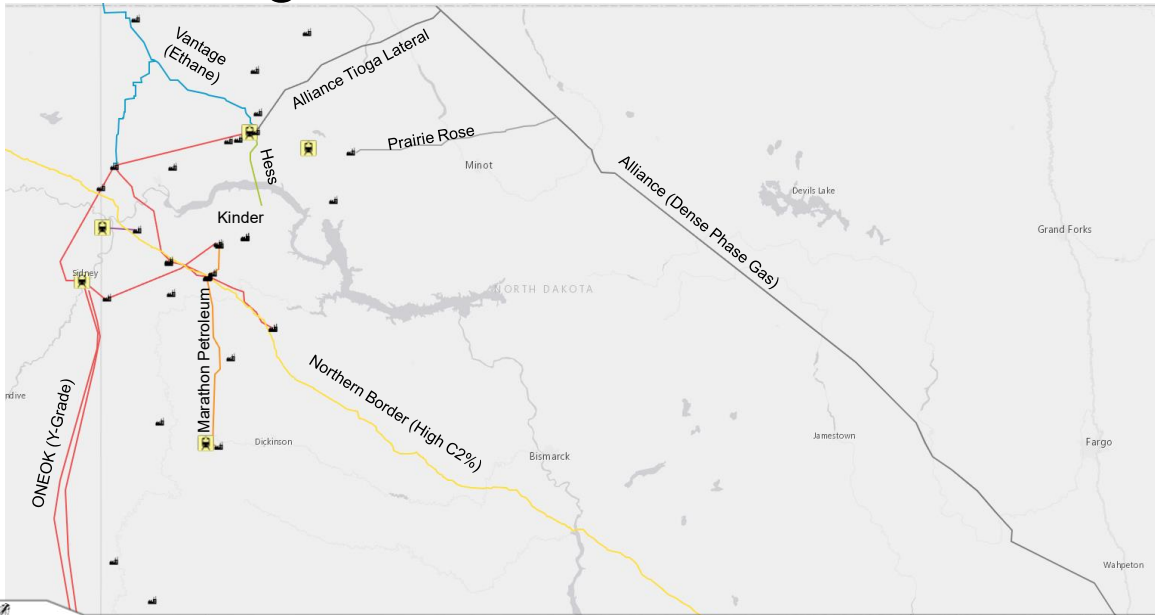 Vantage
(Ethane)
Alliance Tioga Lateral
Prairie Rose
Hess
Minot
Alliance (Dense Phase Gas)
Devils Lake
Grand Forks
Kinder
Sidney
NORTH DAKOTA
Marathon Petroleum
Northern Border (High C2%)
ONEOK (Y-Grade)
ndive
Dickinson
Bismarck
Jamestown
Fargo
Wahpeton